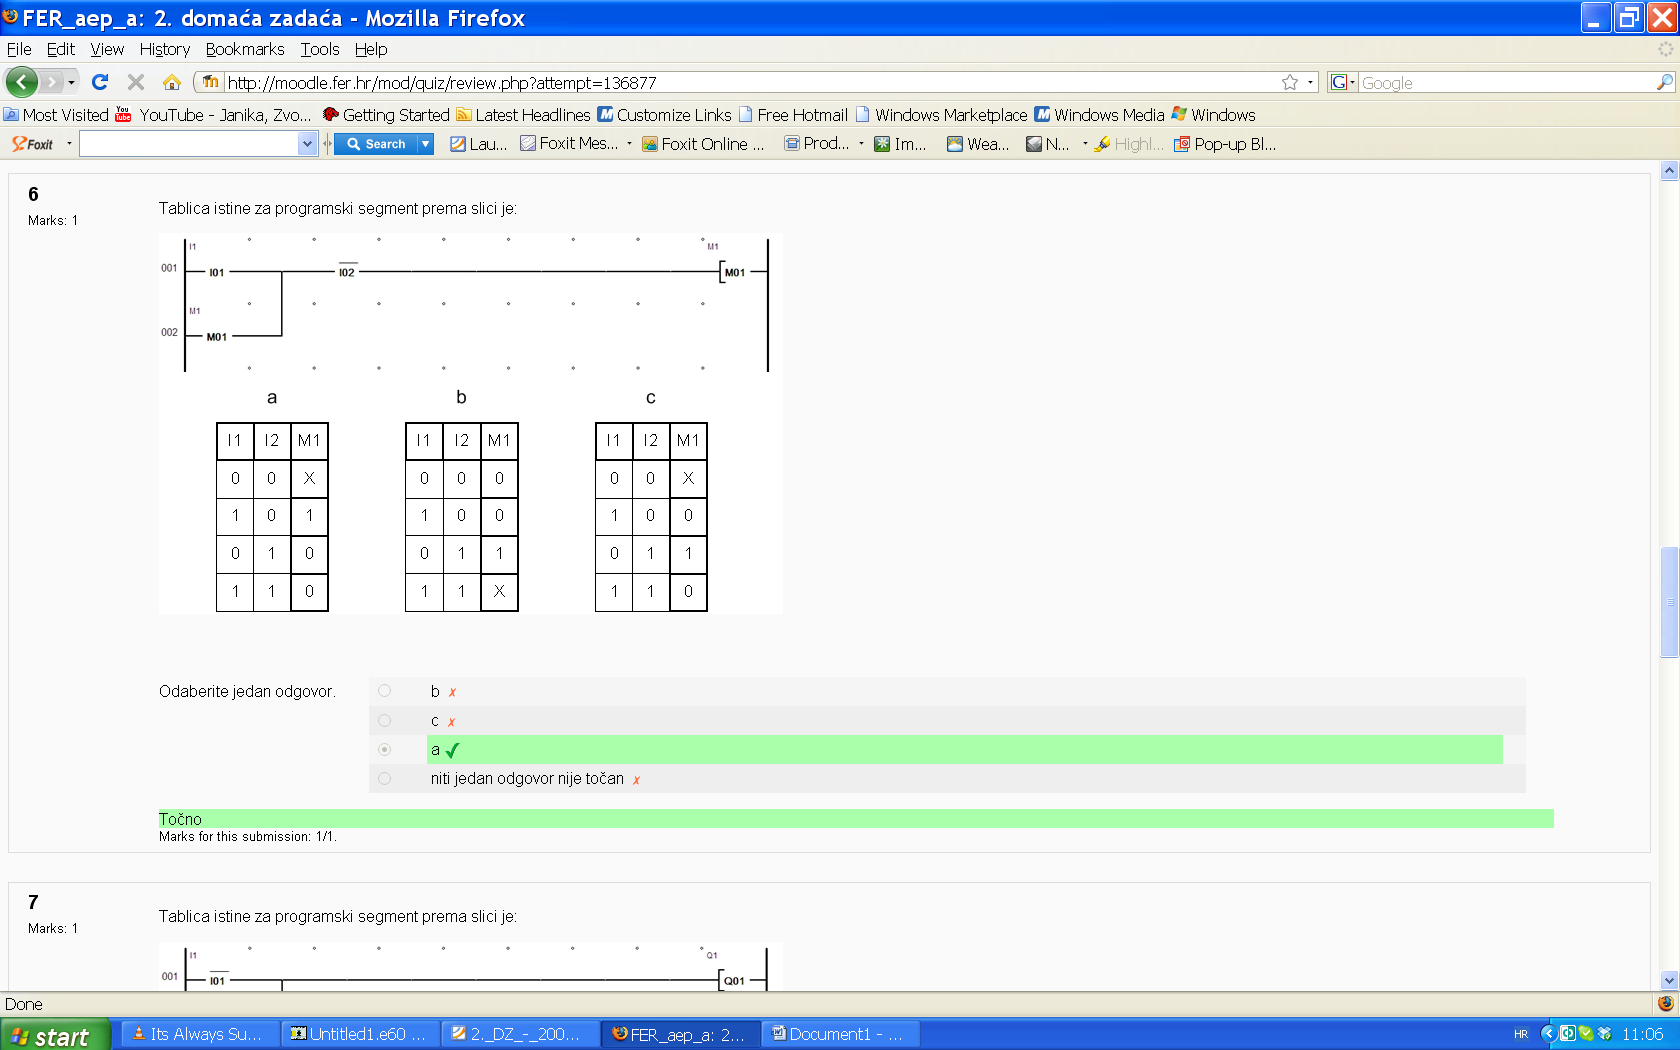 FER_aep_a: 2. domaća zadaća - Mozilla Firefox
File Edit View History Bookmarks Tools Help
http://moodle.fer.hr/mod/quiz/review.php?attempt=136877
Google
Most Visited YouTube - Janika, Zvo... Getting Started Latest Headlines Customize Links Free Hotmail Windows Marketplace Windows Media Windows
Foxit Search Lau... Foxit Mes... Foxit Online ... Prod... Im... Wea... N... Highl... Pop-up Bl...
6
Marks: 1
Tablica istine za programski segment prema slici je:
I1 M1
001 I01 I02 M01
M1
002 M01
a b c
I1 I2 M1 I1 I2 M1 I1 I2 M1
0 0 X 0 0 0 0 0 X
1 0 1 1 0 0 1 0 0
0 1 0 0 1 1 0 1 1
1 1 0 1 1 X 1 1 0
Odaberite jedan odgovor.
b
c
a
niti jedan odgovor nije točan
Točno
Marks for this submission: 1/1.
7
Marks: 1
Tablica istine za programski segment prema slici je:
I1 Q1
001 I01 Q01
Done
start Its Always Su... Untitled1.e60 ... 2._DZ_-_200... FER_aep_a: 2... Document1 - ... HR 11:06